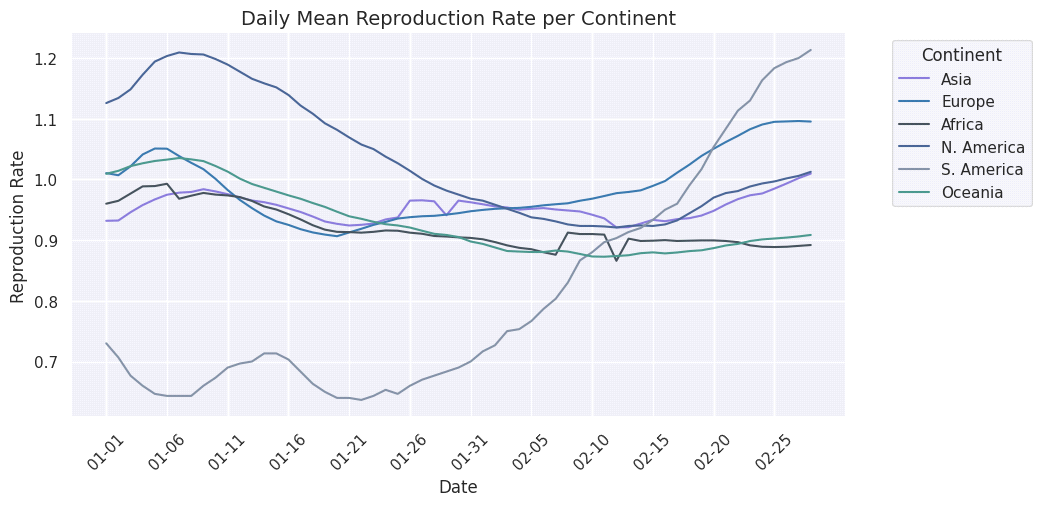 Daily Mean Reproduction Rate per Continent
Continent
Asia
Europe
Africa
N. America
S. America
Oceania
Reproduction Rate
1.2
1.1
1.0
0.9
0.8
0.7
01-01
01-06
01-11
01-16
01-21
01-26
01-31
02-05
02-10
02-15
02-20
02-25
Date